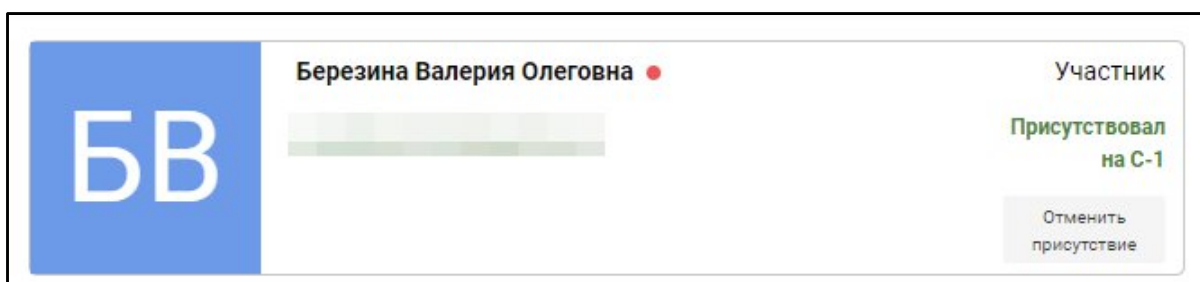 БВ
Березина Валерия Олеговна
Участник
Присутствовал
на С-1
Отменить
присутствие